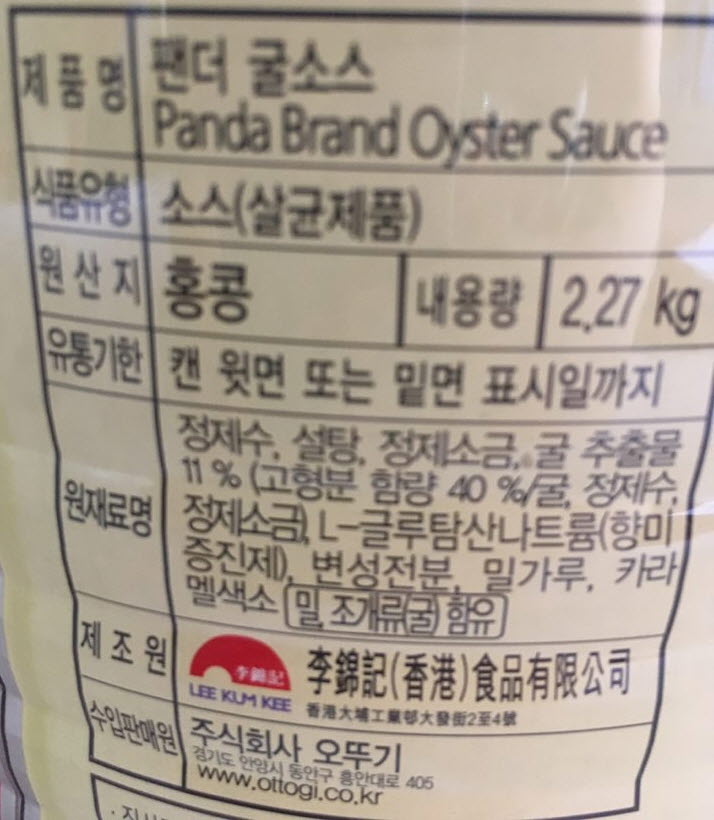 제품명 팬더 굴소스
Panda Brand Oyster Sauce
식품유형 소스(살균제품)
원산지 홍콩 내용량 2.27 kg
유통기한 캔 윗면 또는 밑면 표시일까지
원재료명 정제수, 설탕, 정제소금, 굴 추출물
11 % (고형분 함량 40 %/굴, 정제수,
정제소금), L-글루탐산나트륨(향미
증진제), 변성전분, 밀가루, 카라
멜색소 밀, 조개류(굴) 함유
제조원 李錦記 LEE KUM KEE 李錦記(香港)食品有限公司
香港大埔工業邨大發街2至4號
수입판매원 주식회사 오뚜기
경기도 안양시 동안구 흥안대로 405
www.ottogi.co.kr